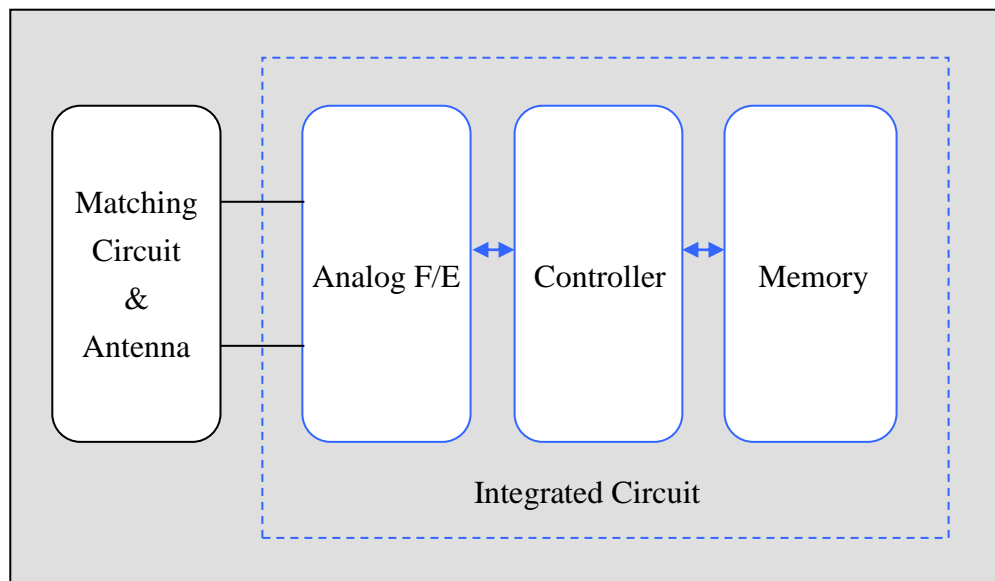 Matching
Circuit
&
Antenna
Analog F/E
Controller
Memory
Integrated Circuit